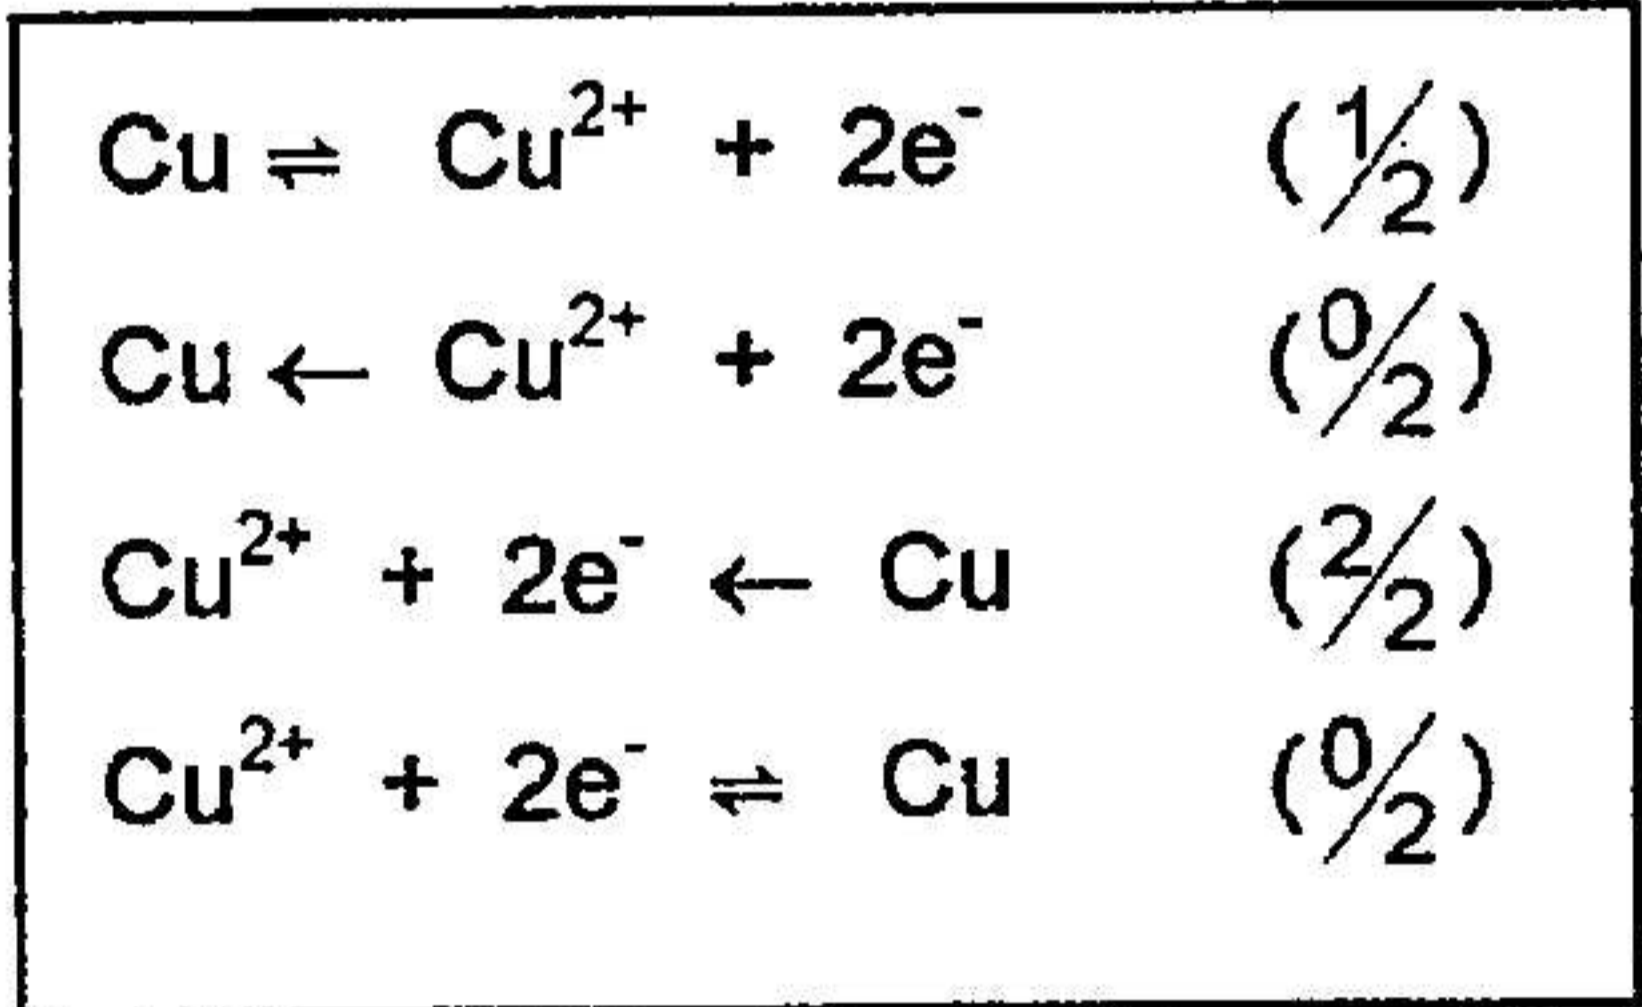 Cu ⇌ Cu²⁺ + 2e⁻ (1/2)
Cu ← Cu²⁺ + 2e⁻ (0/2)
Cu²⁺ + 2e⁻ ← Cu (2/2)
Cu²⁺ + 2e⁻ ⇌ Cu (0/2)